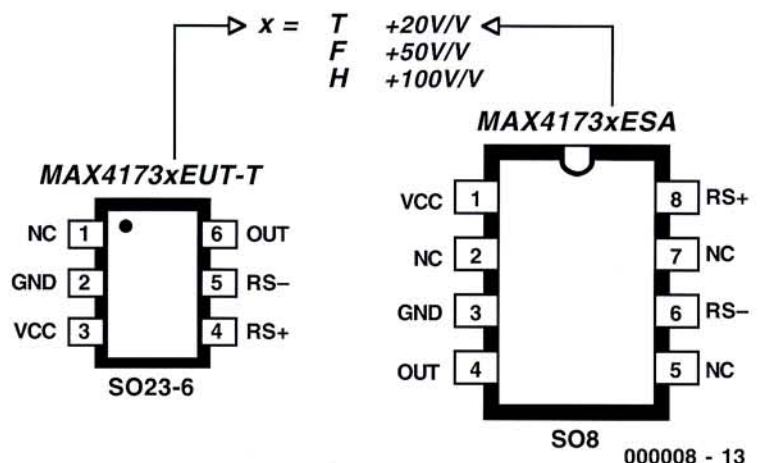 x = T +20V/V
F +50V/V
H +100V/V
MAX4173xEUT-T
NC 1 6 OUT
GND 2 5 RS–
VCC 3 4 RS+
SO23-6
MAX4173xESA
VCC 1 8 RS+
NC 2 7 NC
GND 3 6 RS–
OUT 4 5 NC
SO8
000008 - 13